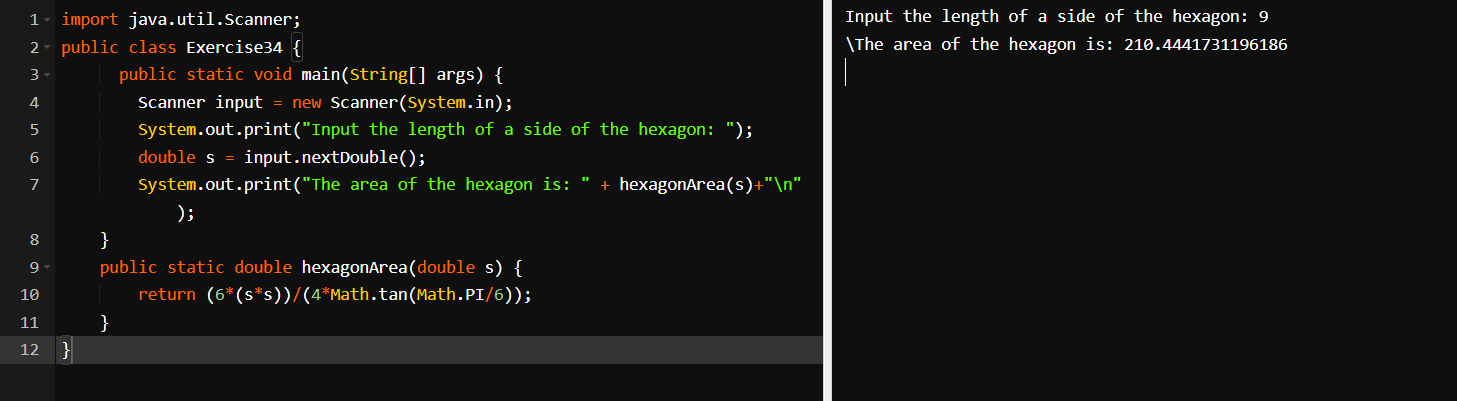 1 import java.util.Scanner;
2 public class Exercise34 {
3 public static void main(String[] args) {
4 Scanner input = new Scanner(System.in);
5 System.out.print("Input the length of a side of the hexagon: ");
6 double s = input.nextDouble();
7 System.out.print("The area of the hexagon is: " + hexagonArea(s)+"\n"
);
8 }
9 public static double hexagonArea(double s) {
10 return (6*(s*s))/(4*Math.tan(Math.PI/6));
11 }
12 }
Input the length of a side of the hexagon: 9
\The area of the hexagon is: 210.4441731196186